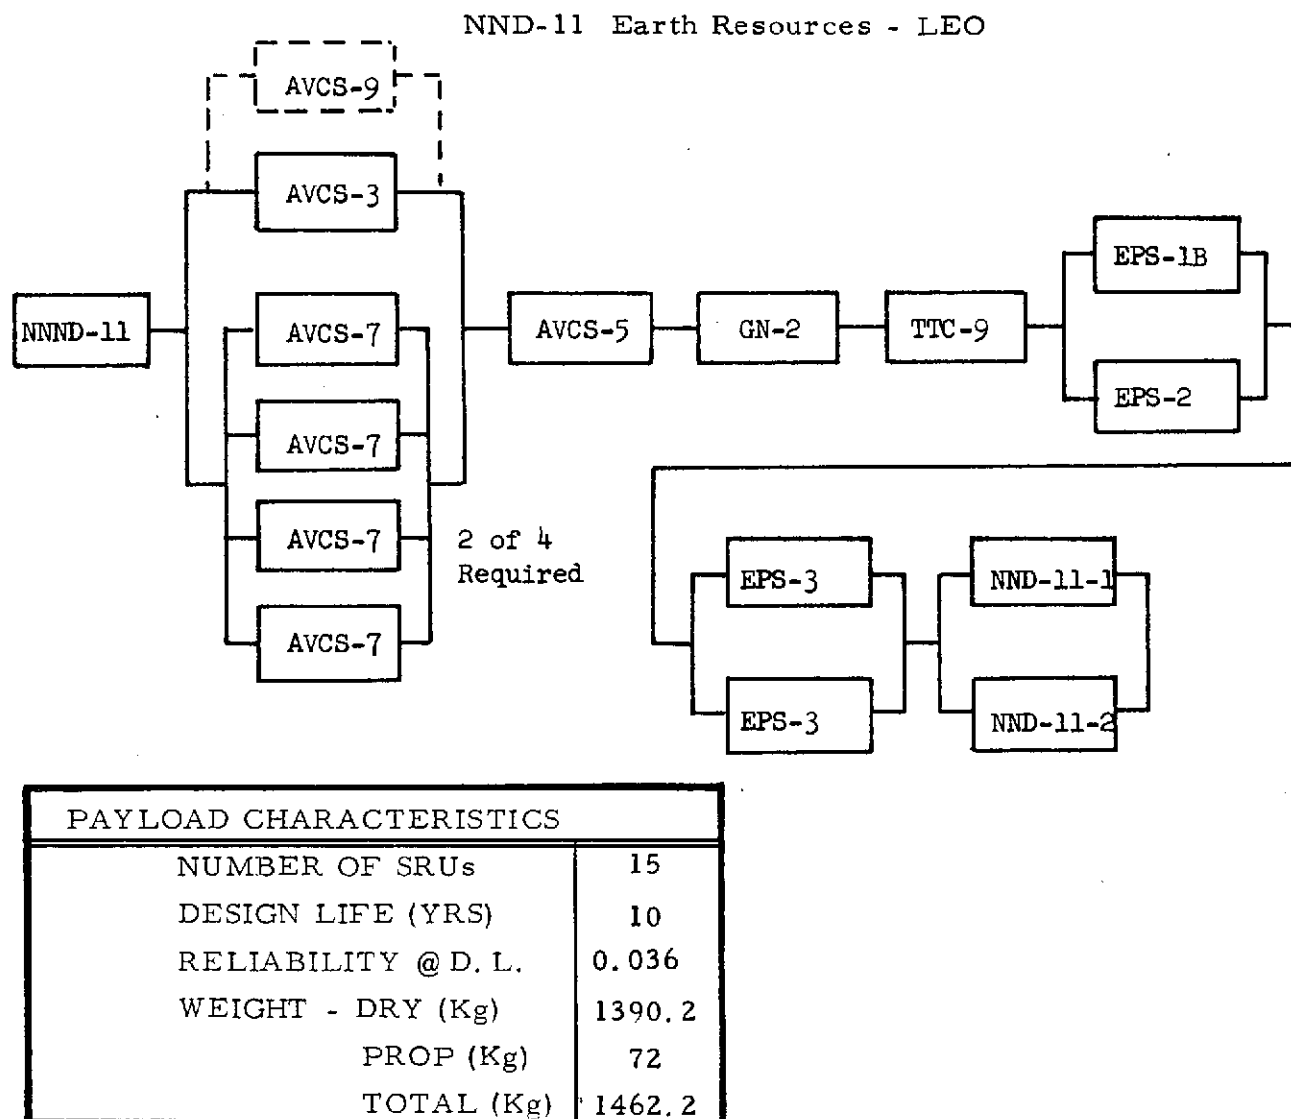 NND-11 Earth Resources - LEO
AVCS-9
AVCS-3
NNND-11
AVCS-7
AVCS-7
AVCS-7
AVCS-7
2 of 4
Required
AVCS-5
GN-2
TTC-9
EPS-1B
EPS-2
EPS-3
EPS-3
NND-11-1
NND-11-2
PAYLOAD CHARACTERISTICS
NUMBER OF SRUs 15
DESIGN LIFE (YRS) 10
RELIABILITY @ D. L. 0.036
WEIGHT - DRY (Kg) 1390.2
PROP (Kg) 72
TOTAL (Kg) 1462.2